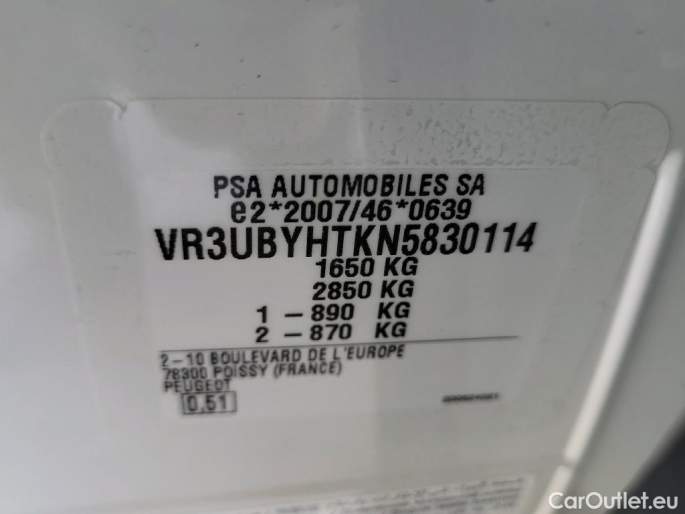 PSA AUTOMOBILES SA
e2*2007/46*0639
VR3UBYHTKN5830114
1650 KG
2850 KG
1 – 890 KG
2 – 870 KG
2–10 BOULEVARD DE L'EUROPE
78300 POISSY (FRANCE)
PEUGEOT
0.51
CarOutlet.eu